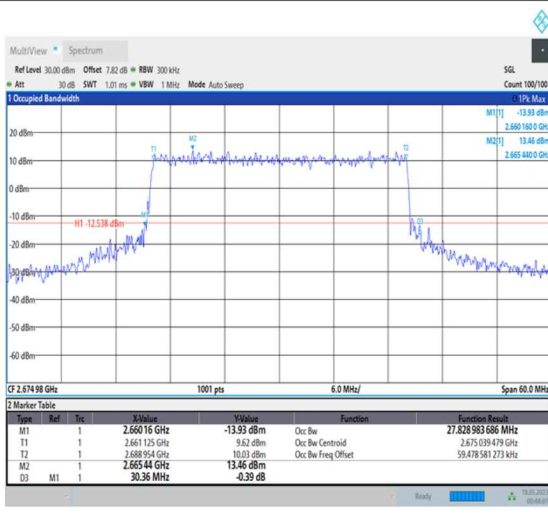 MultiView Spectrum
Ref Level 30.00 dBm Offset 7.82 dB RBW 300 kHz SGL
Att 30 dB SWT 1.01 ms VBW 1 MHz Mode Auto Sweep Count 100/100
1 Occupied Bandwidth 1Pk Max
M1[1] -13.93 dBm
2.660 160 0 GHz
M2[1] 13.46 dBm
2.665 440 0 GHz
20 dBm
M2
T1 T2
10 dBm
0 dBm
-10 dBm
M1
H1 -12.538 dBm
D3
-20 dBm
-30 dBm
-40 dBm
-50 dBm
-60 dBm
CF 2.674 98 GHz 1001 pts 6.0 MHz/ Span 60.0 MHz
2 Marker Table
Type Ref Trc X-Value Y-Value Function Function Result
M1 1 2.660 16 GHz -13.93 dBm Occ Bw 27.828 983 686 MHz
T1 1 2.661 125 GHz 9.62 dBm Occ Bw Centroid 2.675 039 479 GHz
T2 1 2.688 954 GHz 10.03 dBm Occ Bw Freq Offset 59.478 581 273 kHz
M2 1 2.665 44 GHz 13.46 dBm
D3 M1 1 30.36 MHz -0.39 dB
Ready